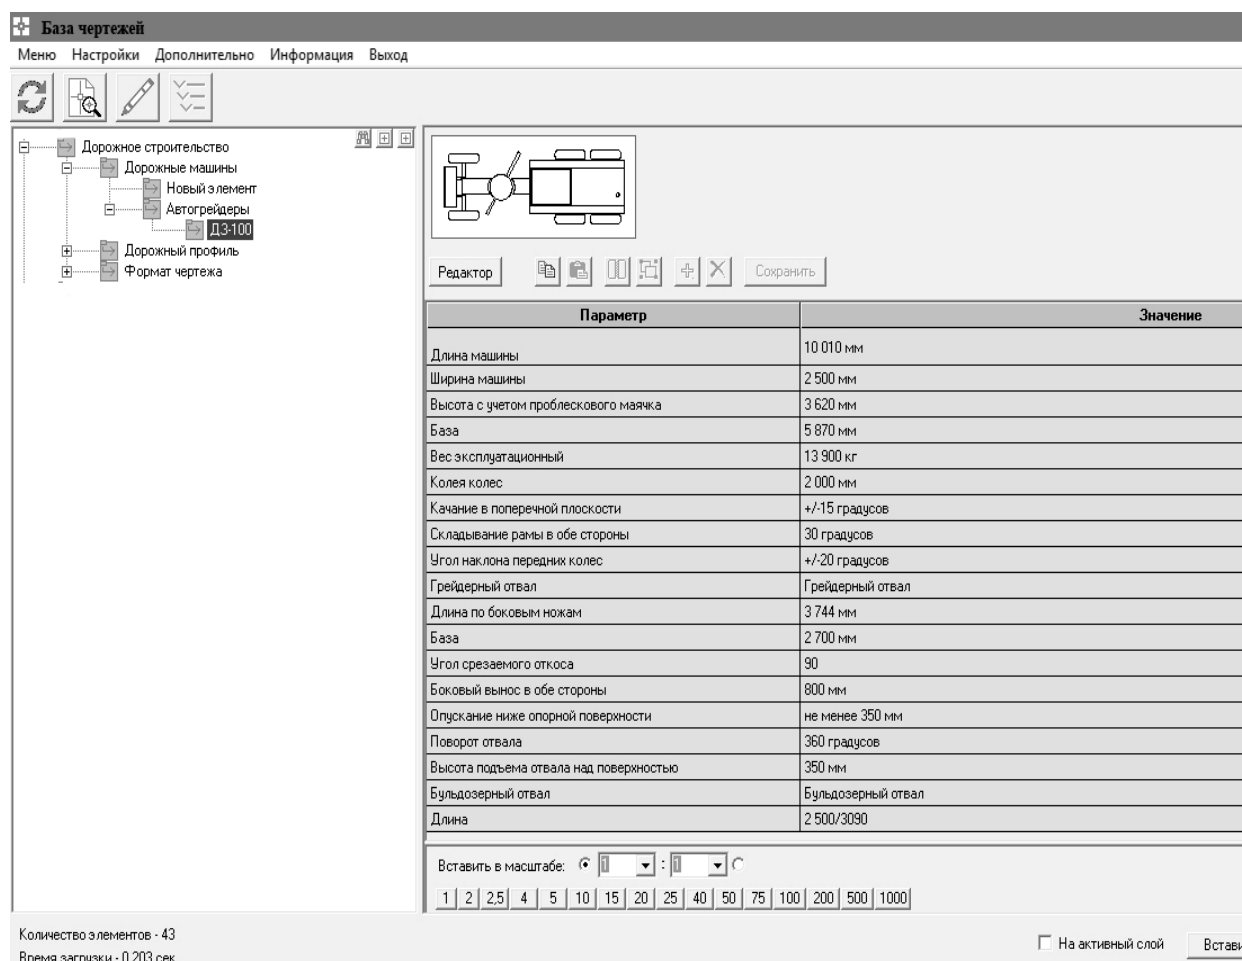 База чертежей
Меню Настройки Дополнительно Информация Выход
Дорожное строительство
Дорожные машины
Новый элемент
Автогрейдеры
ДЗ-100
Дорожный профиль
Формат чертежа
Редактор Сохранить
Параметр Значение
Длина машины 10 010 мм
Ширина машины 2 500 мм
Высота с учетом проблескового маячка 3 620 мм
База 5 870 мм
Вес эксплуатационный 13 900 кг
Колея колес 2 000 мм
Качание в поперечной плоскости +/-15 градусов
Складывание рамы в обе стороны 30 градусов
Угол наклона передних колес +/-20 градусов
Грейдерный отвал Грейдерный отвал
Длина по боковым ножам 3 744 мм
База 2 700 мм
Угол срезаемого откоса 90
Боковый вынос в обе стороны 800 мм
Опускание ниже опорной поверхности не менее 350 мм
Поворот отвала 360 градусов
Высота подъема отвала над поверхностью 350 мм
Бульдозерный отвал Бульдозерный отвал
Длина 2 500/3090
Вставить в масштабе: 1 : 1
1 2 2,5 4 5 10 15 20 25 40 50 75 100 200 500 1000
Количество элементов - 43
На активный слой Встави
Время загрузки - 0,203 сек